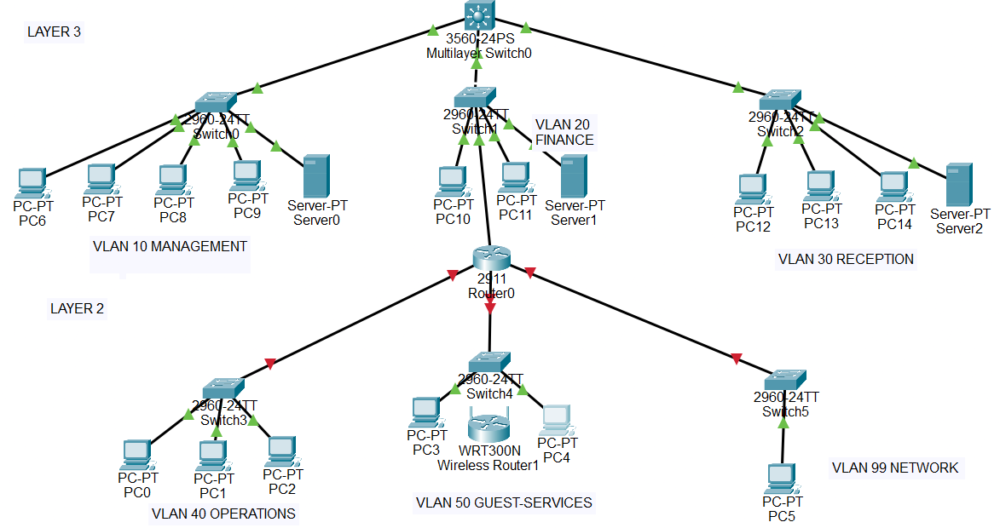 LAYER 3
3560-24PS
Multilayer Switch0
2960-24TT
Switch0
2960-24TT
Switch1
VLAN 20
FINANCE
2960-24TT
Switch2
PC-PT
PC6
PC-PT
PC7
PC-PT
PC8
PC-PT
PC9
Server-PT
Server0
PC-PT
PC10
PC-PT
PC11
Server-PT
Server1
PC-PT
PC12
PC-PT
PC13
PC-PT
PC14
Server-PT
Server2
VLAN 10 MANAGEMENT
VLAN 30 RECEPTION
2911
Router0
LAYER 2
2960-24TT
Switch3
2960-24TT
Switch4
2960-24TT
Switch5
PC-PT
PC0
PC-PT
PC1
PC-PT
PC2
PC-PT
PC3
WRT300N
Wireless Router1
PC-PT
PC4
PC-PT
PC5
VLAN 40 OPERATIONS
VLAN 50 GUEST-SERVICES
VLAN 99 NETWORK